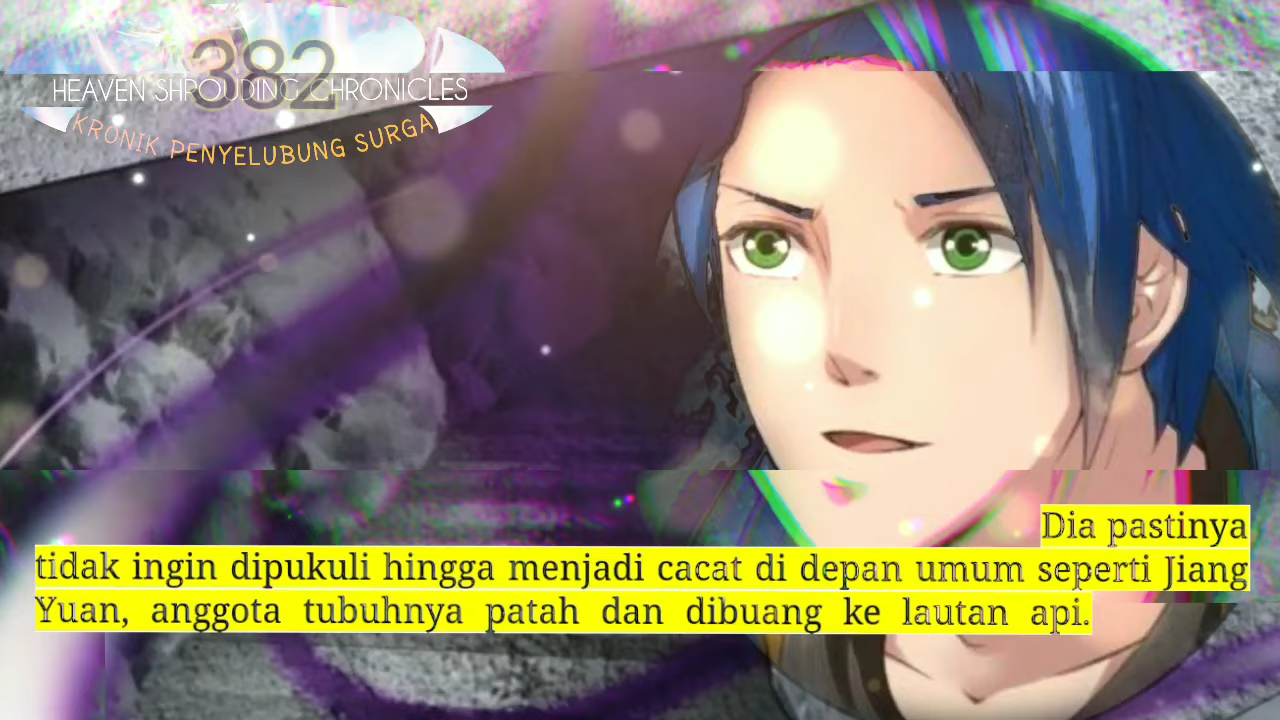 382
HEAVEN SHROUDING CHRONICLES
KRONIK PENYELUBUNG SURGA
Dia pastinya
tidak ingin dipukuli hingga menjadi cacat di depan umum seperti Jiang
Yuan, anggota tubuhnya patah dan dibuang ke lautan api.